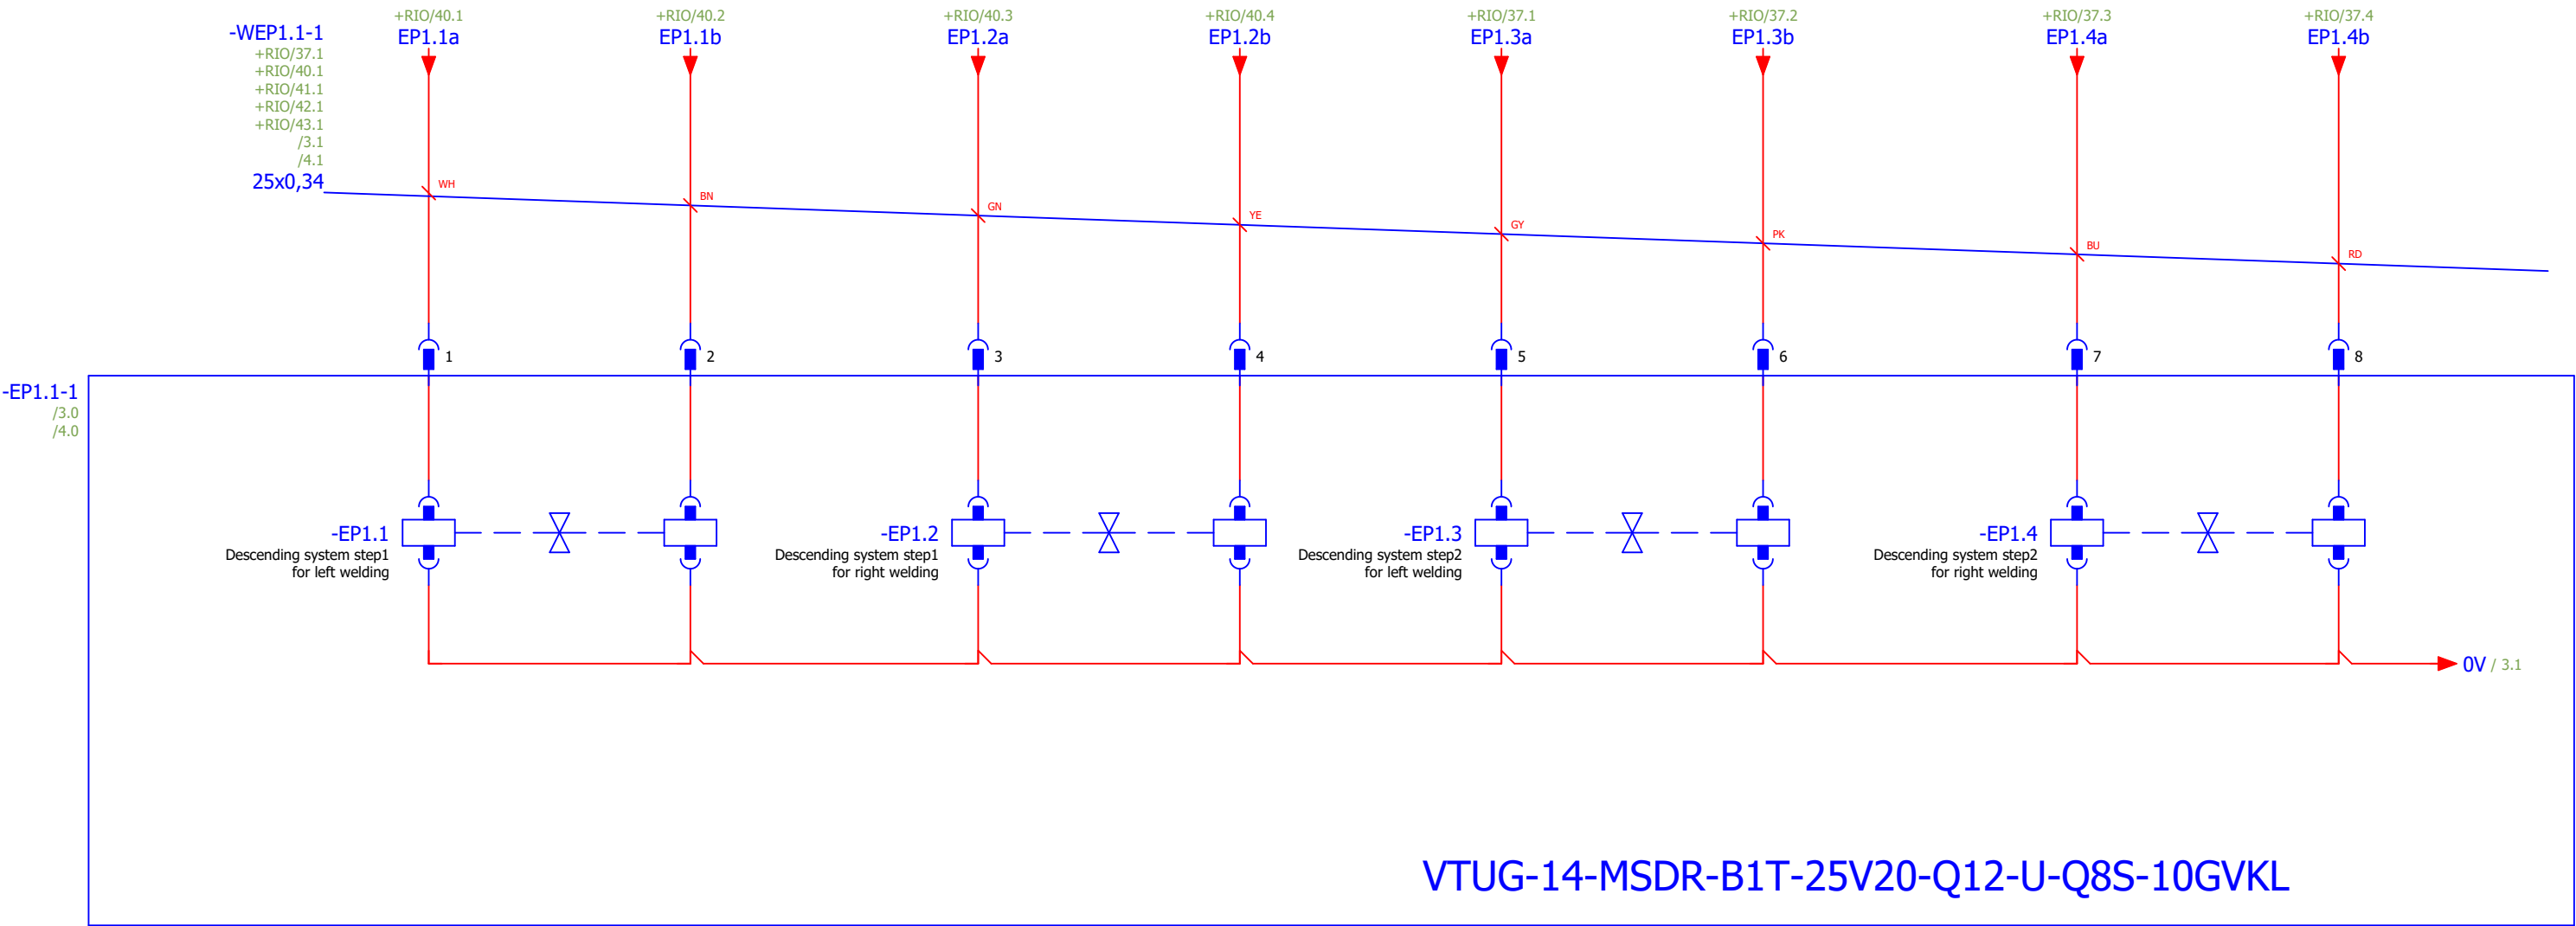 +RIO/40.1 +RIO/40.2 +RIO/40.3 +RIO/40.4 +RIO/37.1 +RIO/37.2 +RIO/37.3 +RIO/37.4
-WEP1.1-1 EP1.1a EP1.1b EP1.2a EP1.2b EP1.3a EP1.3b EP1.4a EP1.4b
+RIO/37.1
+RIO/40.1
+RIO/41.1
+RIO/42.1
+RIO/43.1
/3.1
/4.1
25x0,34
WH BN GN YE GY PK BU RD
1 2 3 4 5 6 7 8
-EP1.1-1
/3.0
/4.0
-EP1.1
Descending system step1
for left welding
-EP1.2
Descending system step1
for right welding
-EP1.3
Descending system step2
for left welding
-EP1.4
Descending system step2
for right welding
0V / 3.1
VTUG-14-MSDR-B1T-25V20-Q12-U-Q8S-10GVKL